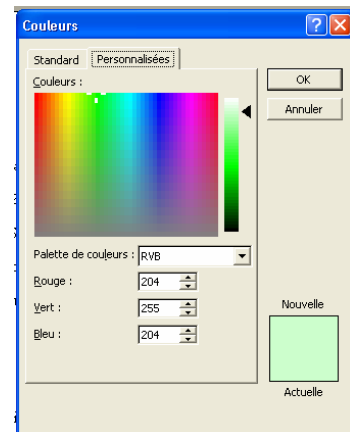 Couleurs
Standard Personnalisées
Couleurs :
OK
Annuler
Palette de couleurs : RVB
Rouge : 204
Vert : 255
Bleu : 204
Nouvelle
Actuelle